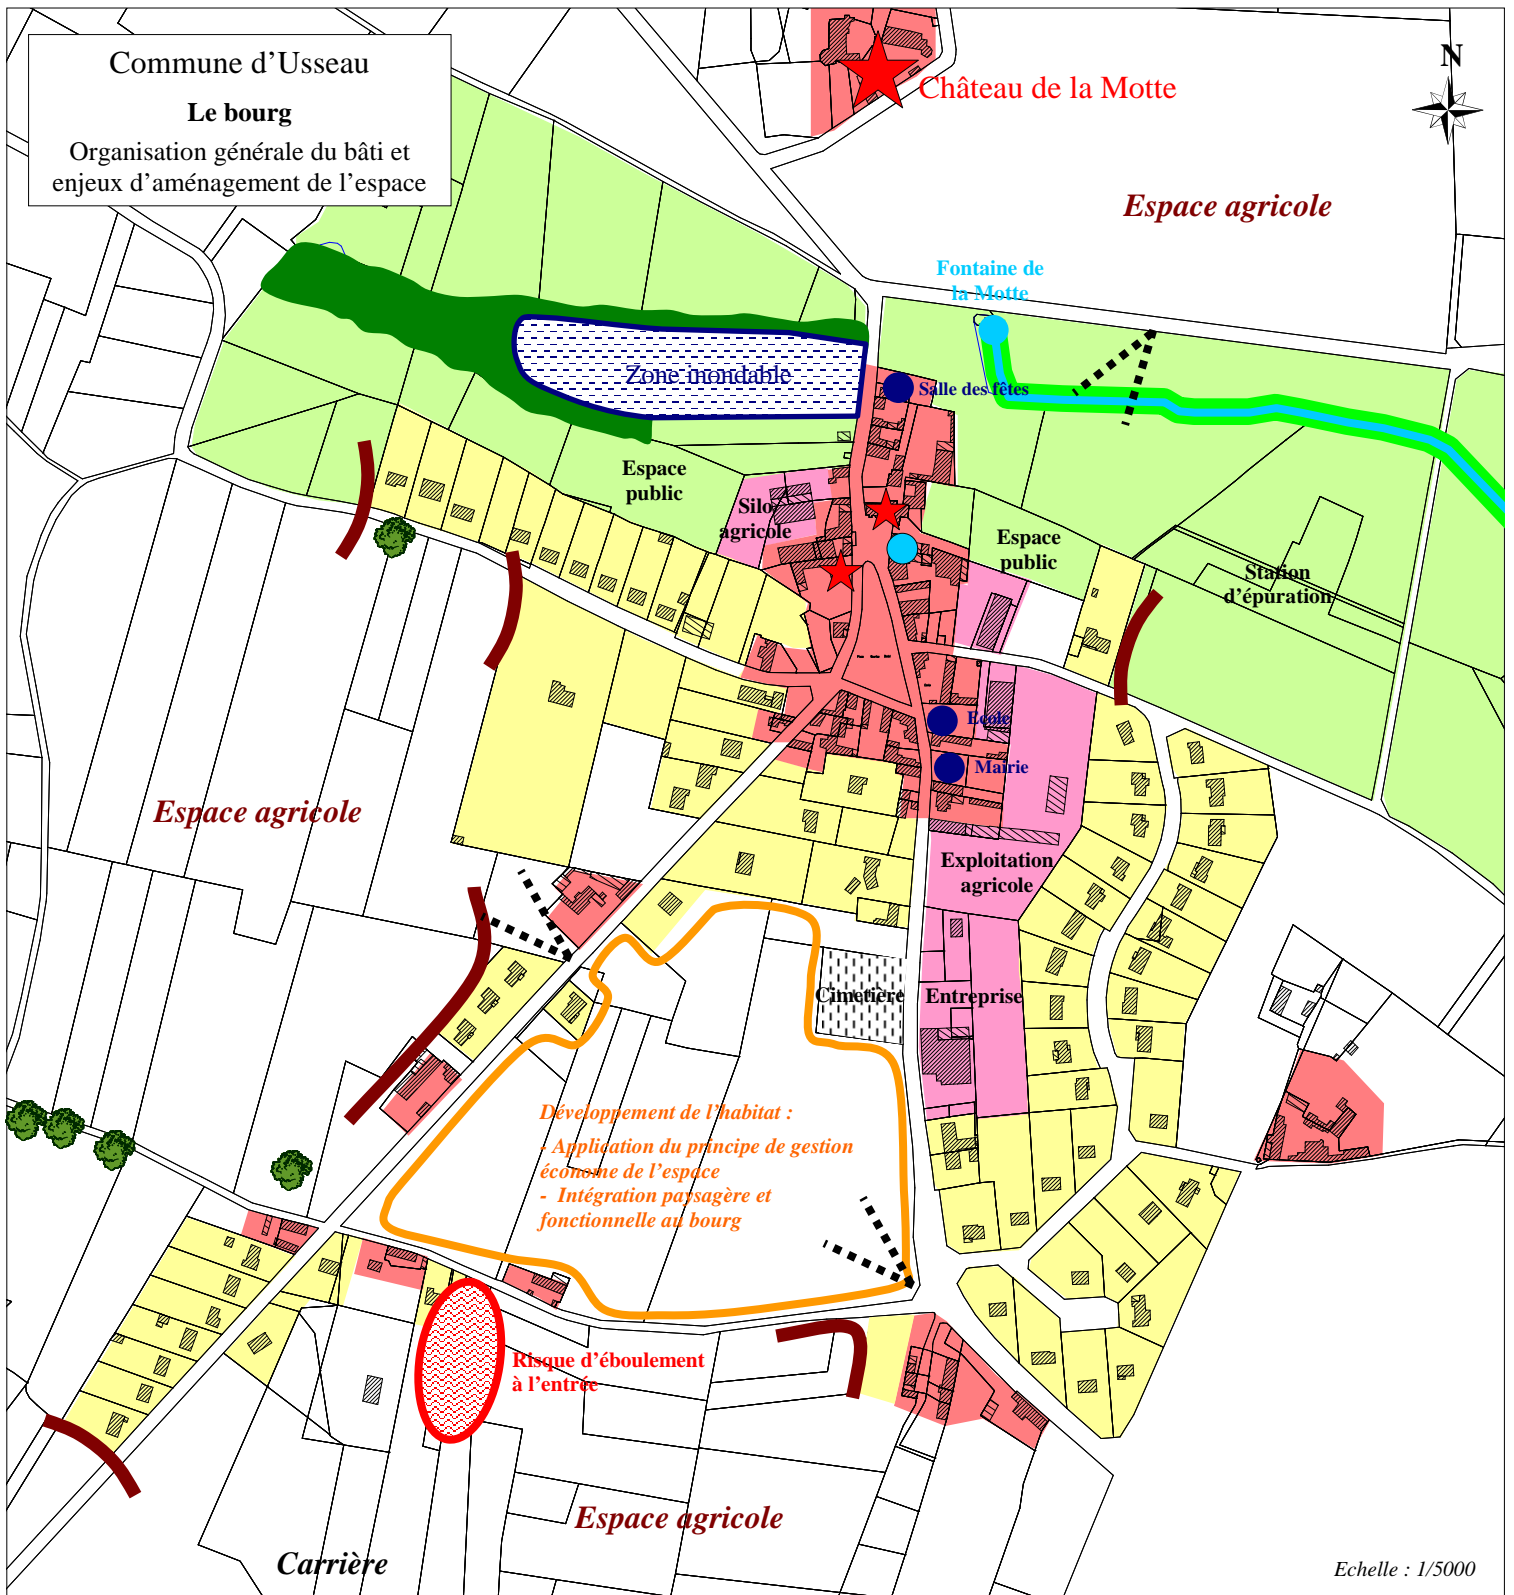 Commune d’Usseau
Le bourg
Organisation générale du bâti et
enjeux d’aménagement de l’espace
N
Château de la Motte
Espace agricole
Fontaine de
la Motte
Zone inondable
Salle des fêtes
Espace
public
Silo
agricole
Espace
public
Station
d'épuration
Ecole
Mairie
Espace agricole
Exploitation
agricole
Cimetière
Entreprise
Développement de l’habitat :
- Application du principe de gestion
économe de l’espace
- Intégration paysagère et
fonctionnelle au bourg
Risque d’éboulement
à l’entrée
Espace agricole
Carrière
Echelle : 1/5000